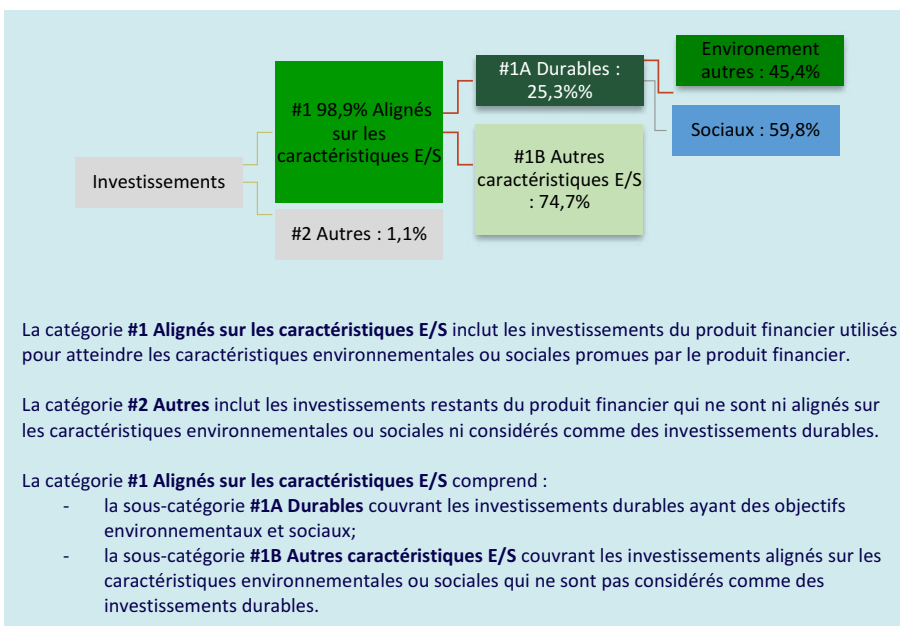 Investissements
#1 98,9% Alignés
sur les
caractéristiques E/S
#2 Autres : 1,1%
#1A Durables :
25,3%%
#1B Autres
caractéristiques E/S
: 74,7%
Environement
autres : 45,4%
Sociaux : 59,8%
La catégorie #1 Alignés sur les caractéristiques E/S inclut les investissements du produit financier utilisés
pour atteindre les caractéristiques environnementales ou sociales promues par le produit financier.
La catégorie #2 Autres inclut les investissements restants du produit financier qui ne sont ni alignés sur
les caractéristiques environnementales ou sociales ni considérés comme des investissements durables.
La catégorie #1 Alignés sur les caractéristiques E/S comprend :
- la sous-catégorie #1A Durables couvrant les investissements durables ayant des objectifs
environnementaux et sociaux;
- la sous-catégorie #1B Autres caractéristiques E/S couvrant les investissements alignés sur les
caractéristiques environnementales ou sociales qui ne sont pas considérés comme des
investissements durables.